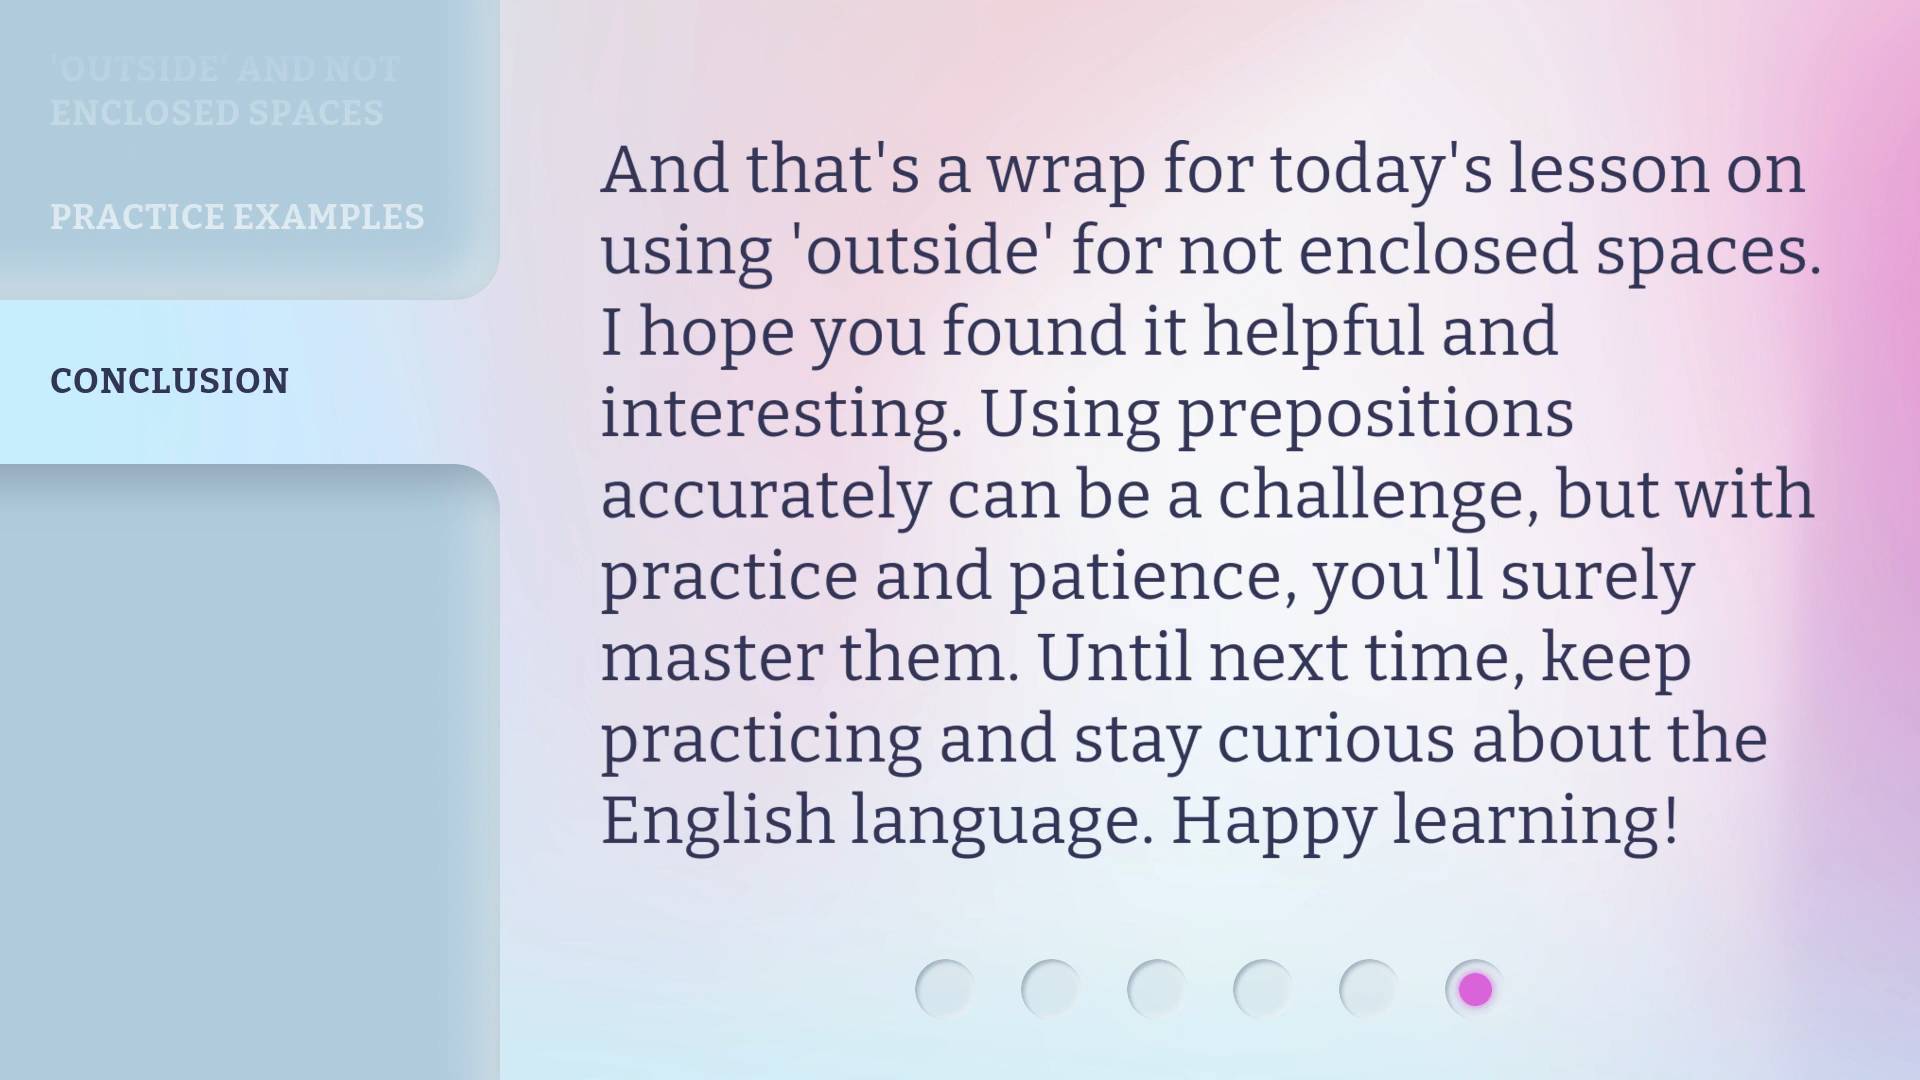 'OUTSIDE' AND NOT
ENCLOSED SPACES
PRACTICE EXAMPLES
CONCLUSION
And that's a wrap for today's lesson on
using 'outside' for not enclosed spaces.
I hope you found it helpful and
interesting. Using prepositions
accurately can be a challenge, but with
practice and patience, you'll surely
master them. Until next time, keep
practicing and stay curious about the
English language. Happy learning!